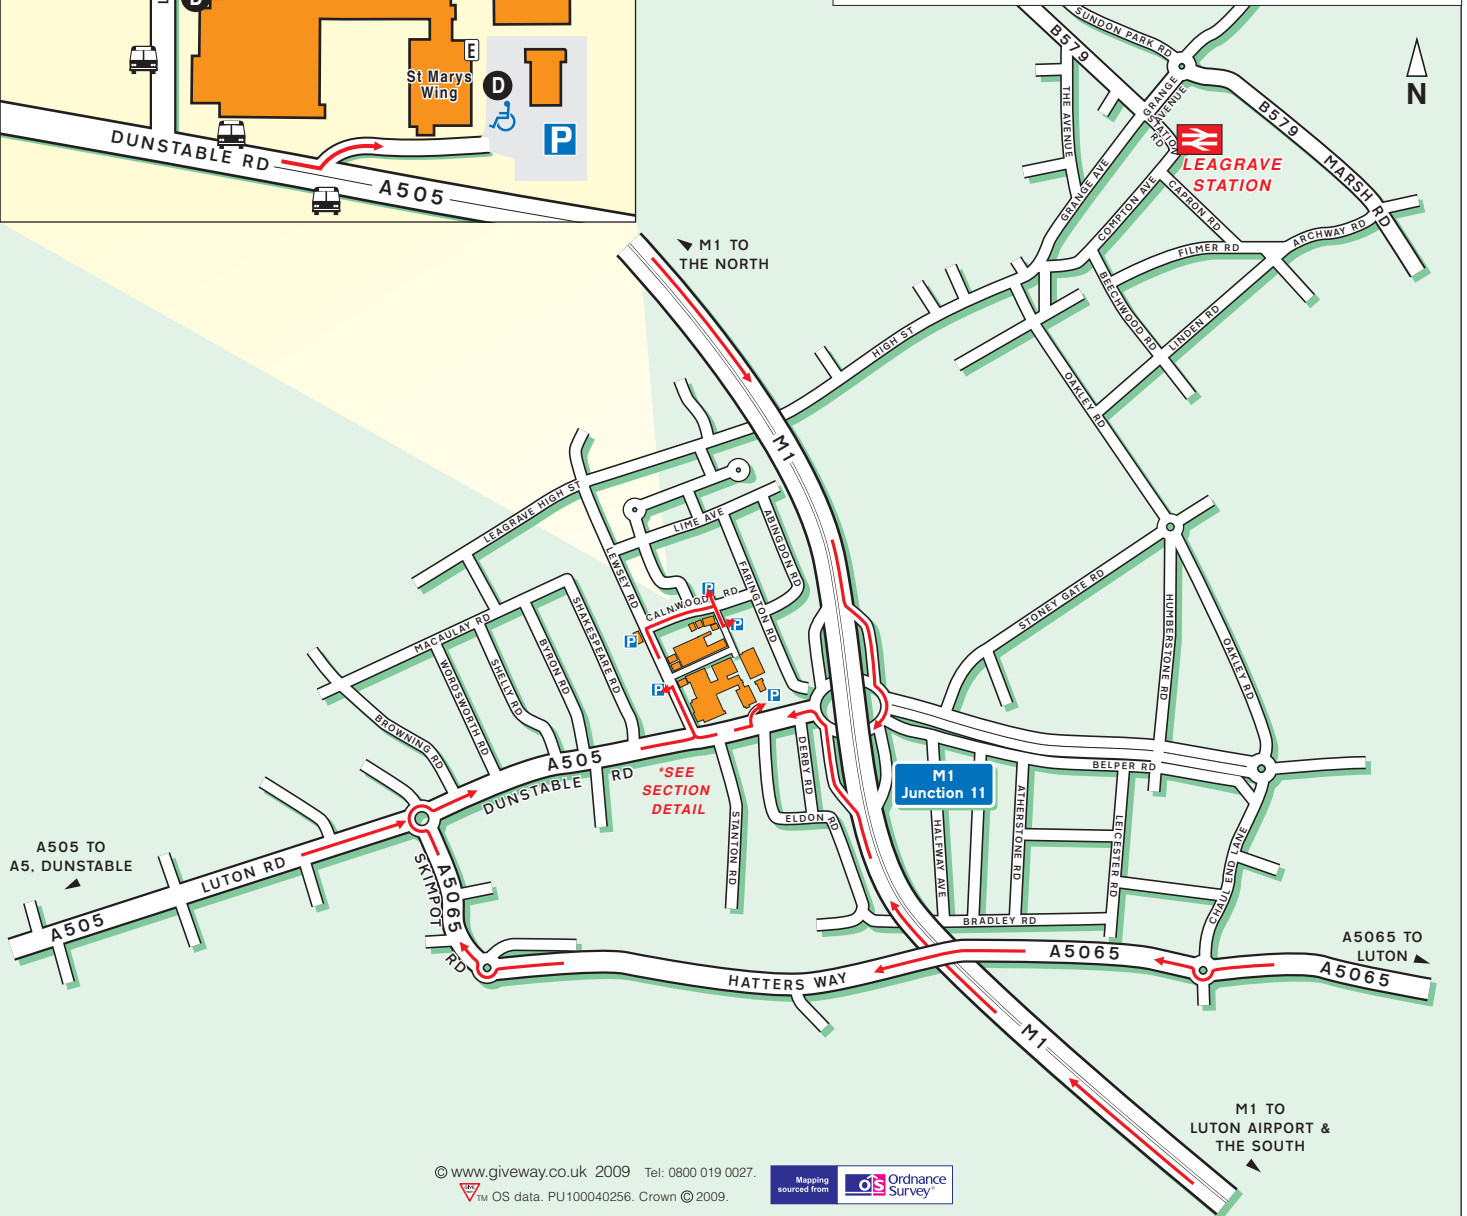 D
E
St Marys
Wing
D
P
DUNSTABLE RD
A505
SUNDON PARK RD
B579
N
THE AVENUE
GRANGE
AVENUE
STATION
RD
B579
LEAGRAVE
STATION
MARSH RD
GRANGE AVE
COMPTON AVE
CAPRON RD
FILMER RD
ARCHWAY RD
M1 TO
THE NORTH
BEECHWOOD RD
LINDEN RD
HIGH ST
OAKLEY RD
M1
LEAGRAVE HIGH ST
LIME AVE
ABINGDON RD
LEWSEY RD
FARINGTON RD
CALNWOOD RD
P
P
P
P
P
STONEY GATE RD
HUMBERSTONE RD
OAKLEY RD
MACAULAY RD
SHAKESPEARE RD
BYRON RD
SHELLY RD
WORDSWORTH RD
BROWNING RD
A505
DUNSTABLE RD
*SEE
SECTION
DETAIL
DERBY RD
ELDON RD
STANTON RD
M1
Junction 11
BELPER RD
HALFWAY AVE
ATHERSTONE RD
LEICESTER RD
CHAUL END LANE
BRADLEY RD
A505 TO
A5, DUNSTABLE
LUTON RD
A505
SKIMPOT RD
A5065
HATTERS WAY
A5065
A5065 TO
LUTON
A5065
M1
M1 TO
LUTON AIRPORT &
THE SOUTH
© www.giveway.co.uk 2009 Tel: 0800 019 0027.
GIVE
TM OS data. PU100040256. Crown © 2009.
Mapping
sourced from
OS Ordnance
Survey®